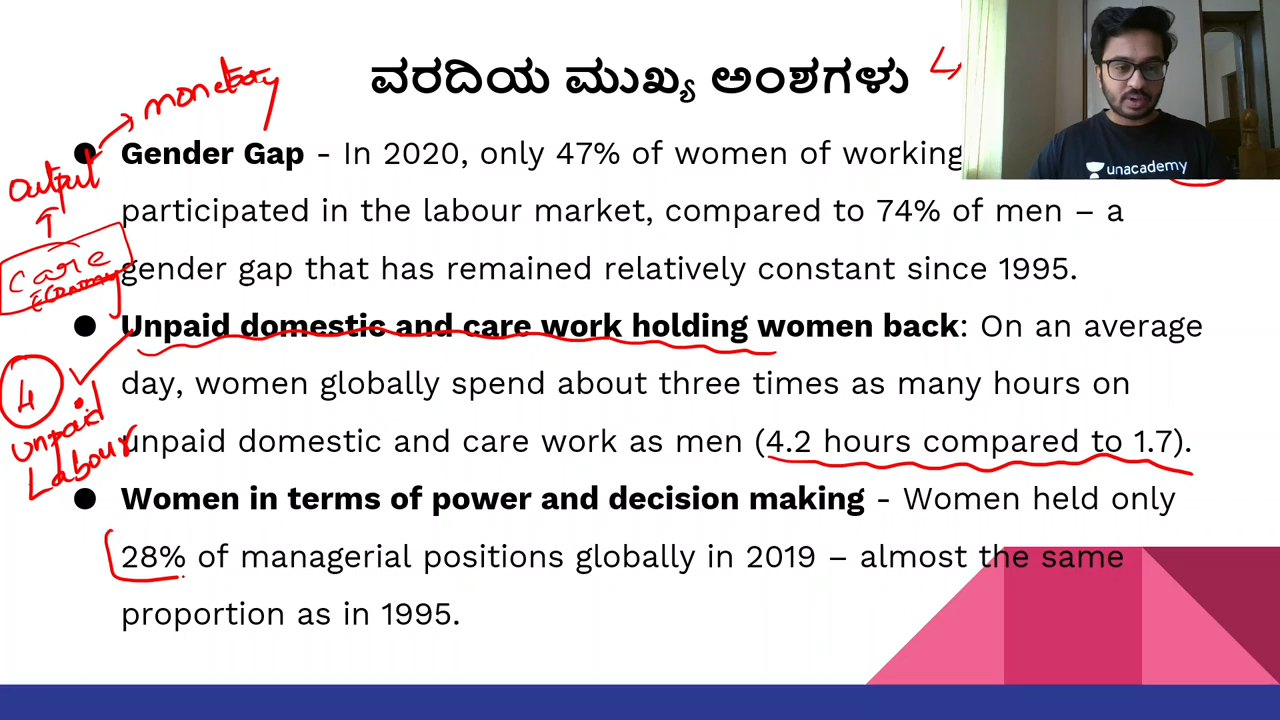 ವರದಿಯ ಮುಖ್ಯ ಅಂಶಗಳು
monetary
output
Care
Economy
unacademy
● Gender Gap - In 2020, only 47% of women of working
participated in the labour market, compared to 74% of men – a
gender gap that has remained relatively constant since 1995.
● Unpaid domestic and care work holding women back: On an average
day, women globally spend about three times as many hours on
unpaid domestic and care work as men (4.2 hours compared to 1.7).
4
unpaid
Labour
● Women in terms of power and decision making - Women held only
28% of managerial positions globally in 2019 – almost the same
proportion as in 1995.